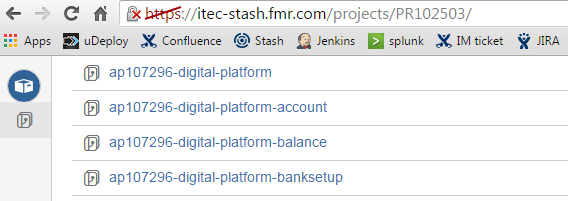 https://itec-stash.fmr.com/projects/PR102503/
Apps uDeploy Confluence Stash Jenkins splunk IM ticket JIRA
ap107296-digital-platform
ap107296-digital-platform-account
ap107296-digital-platform-balance
ap107296-digital-platform-banksetup